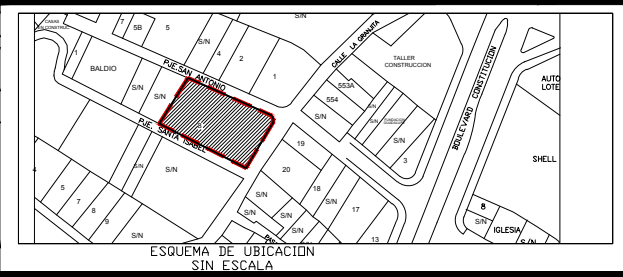 CASAS
7
5B
5
S/N
S/N
CALLE LA GRANJITA
TALLER
CONSTRUCCION
BOULEVARD CONSTITUCION
AUTO
LOTE
1
BALDIO
S/N
4
2
1
PJE.SAN ANTONIO
S/N
S/N
553A
554
S/N
S/N
S/N
S/N
3
PJE. SANTA ISABEL
19
20
18
17
13
SHELL
S/N
S/N
5
7
8
9
S/N
S/N
S/N
S/N
S/N
8
S/N
IGLESIA
S/N
ESQUEMA DE UBICACION
SIN ESCALA